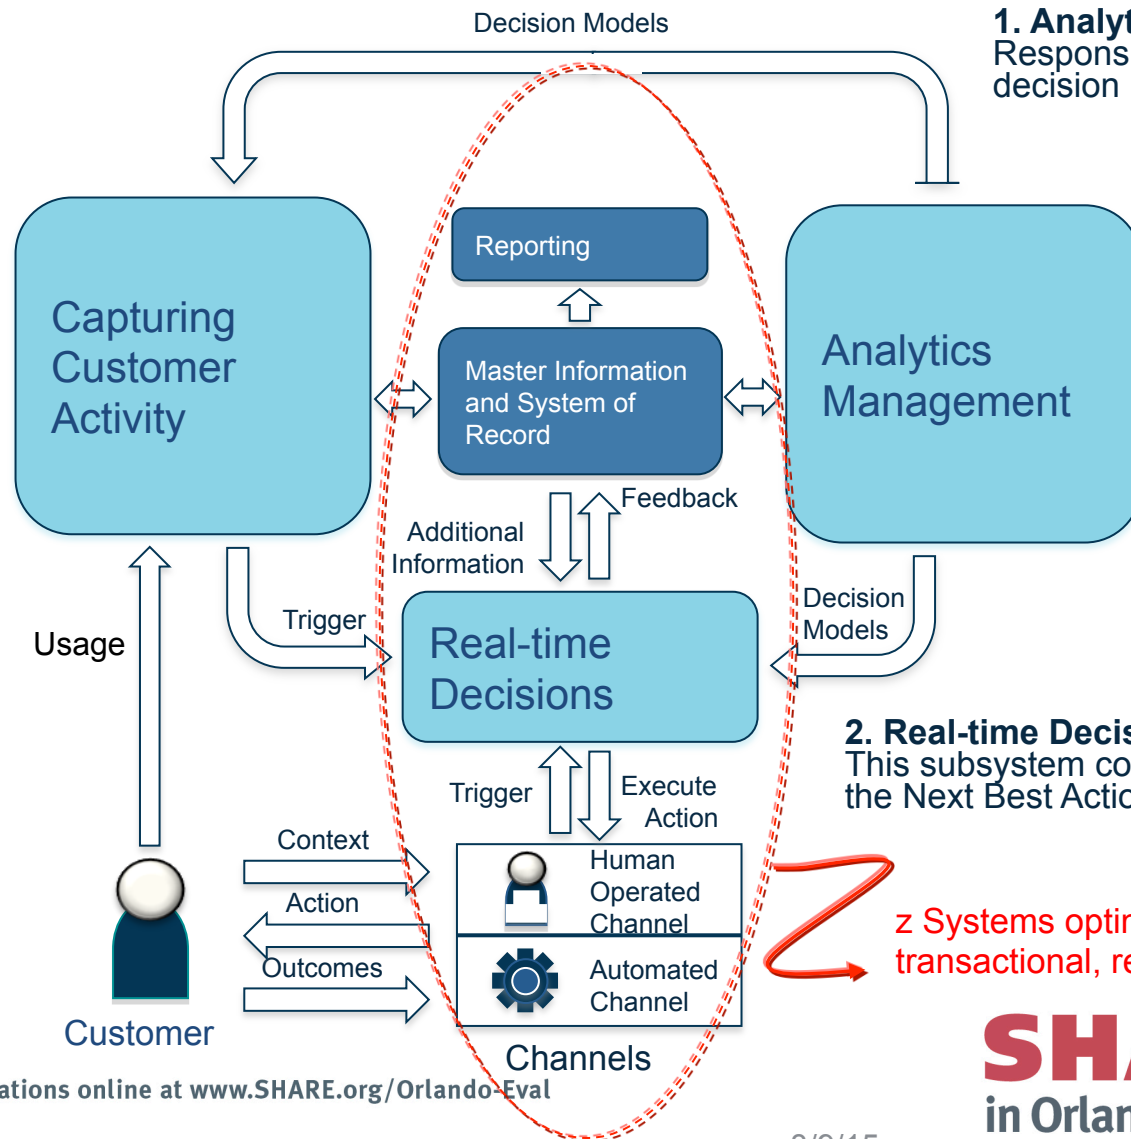 Decision Models
1. Analyt
Respons
decision
Reporting
Capturing
Customer
Activity
Master Information
and System of
Record
Analytics
Management
Feedback
Additional
Information
Usage
Trigger
Real-time
Decisions
Decision
Models
2. Real-time Decis
This subsystem co
the Next Best Actio
Trigger
Execute
Action
Context
Action
Outcomes
Human
Operated
Channel
Automated
Channel
z Systems optin
transactional, re
Customer
Channels
ations online at www.SHARE.org/Orlando-Eval
SHA
in Orlan